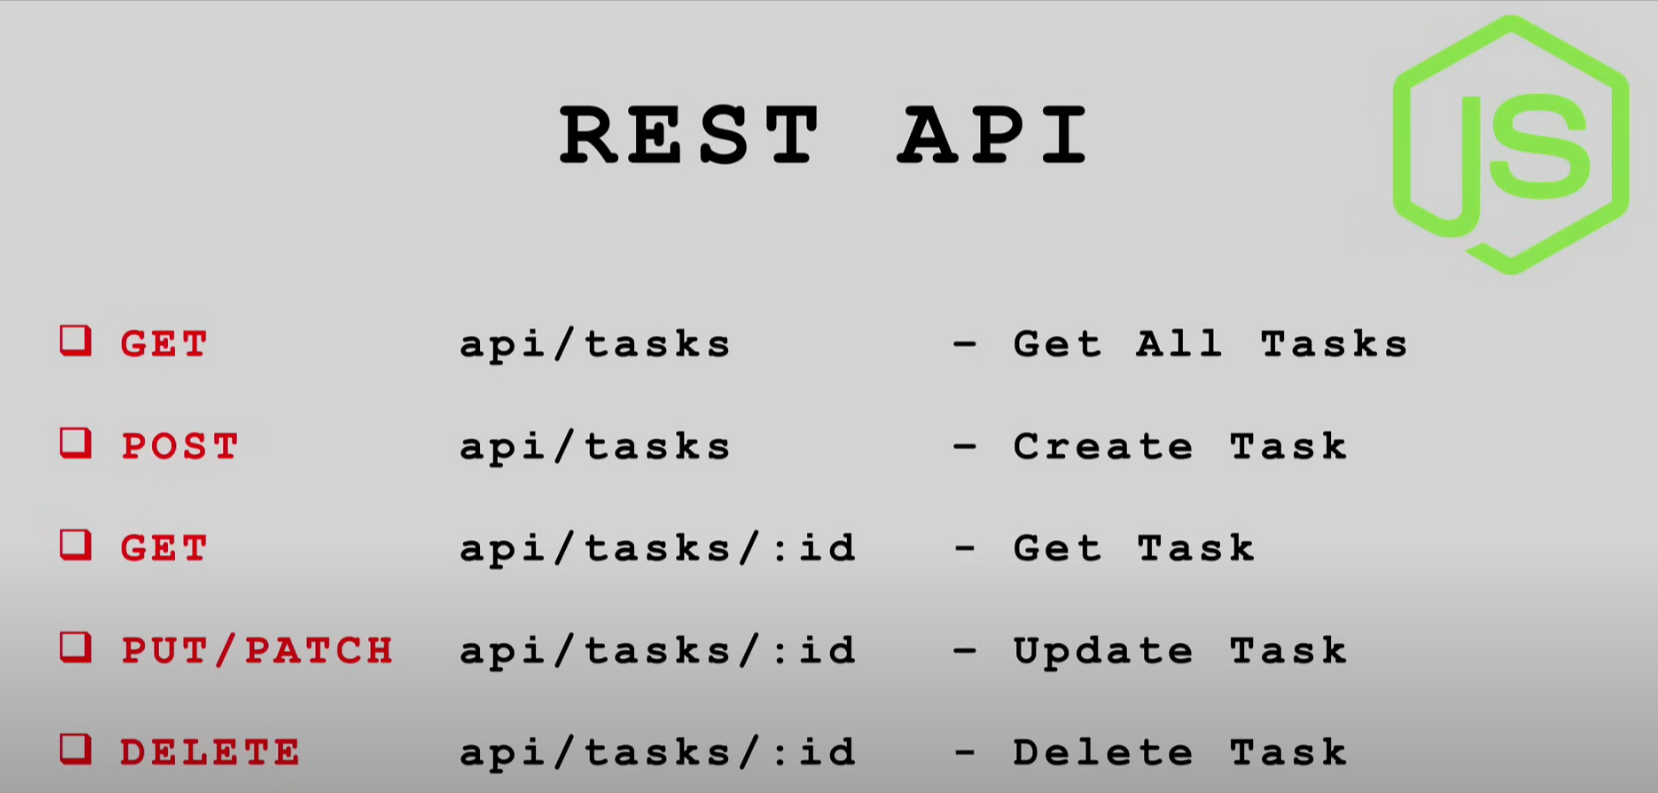 REST API
JS
GET api/tasks - Get All Tasks
POST api/tasks - Create Task
GET api/tasks/:id - Get Task
PUT/PATCH api/tasks/:id - Update Task
DELETE api/tasks/:id - Delete Task